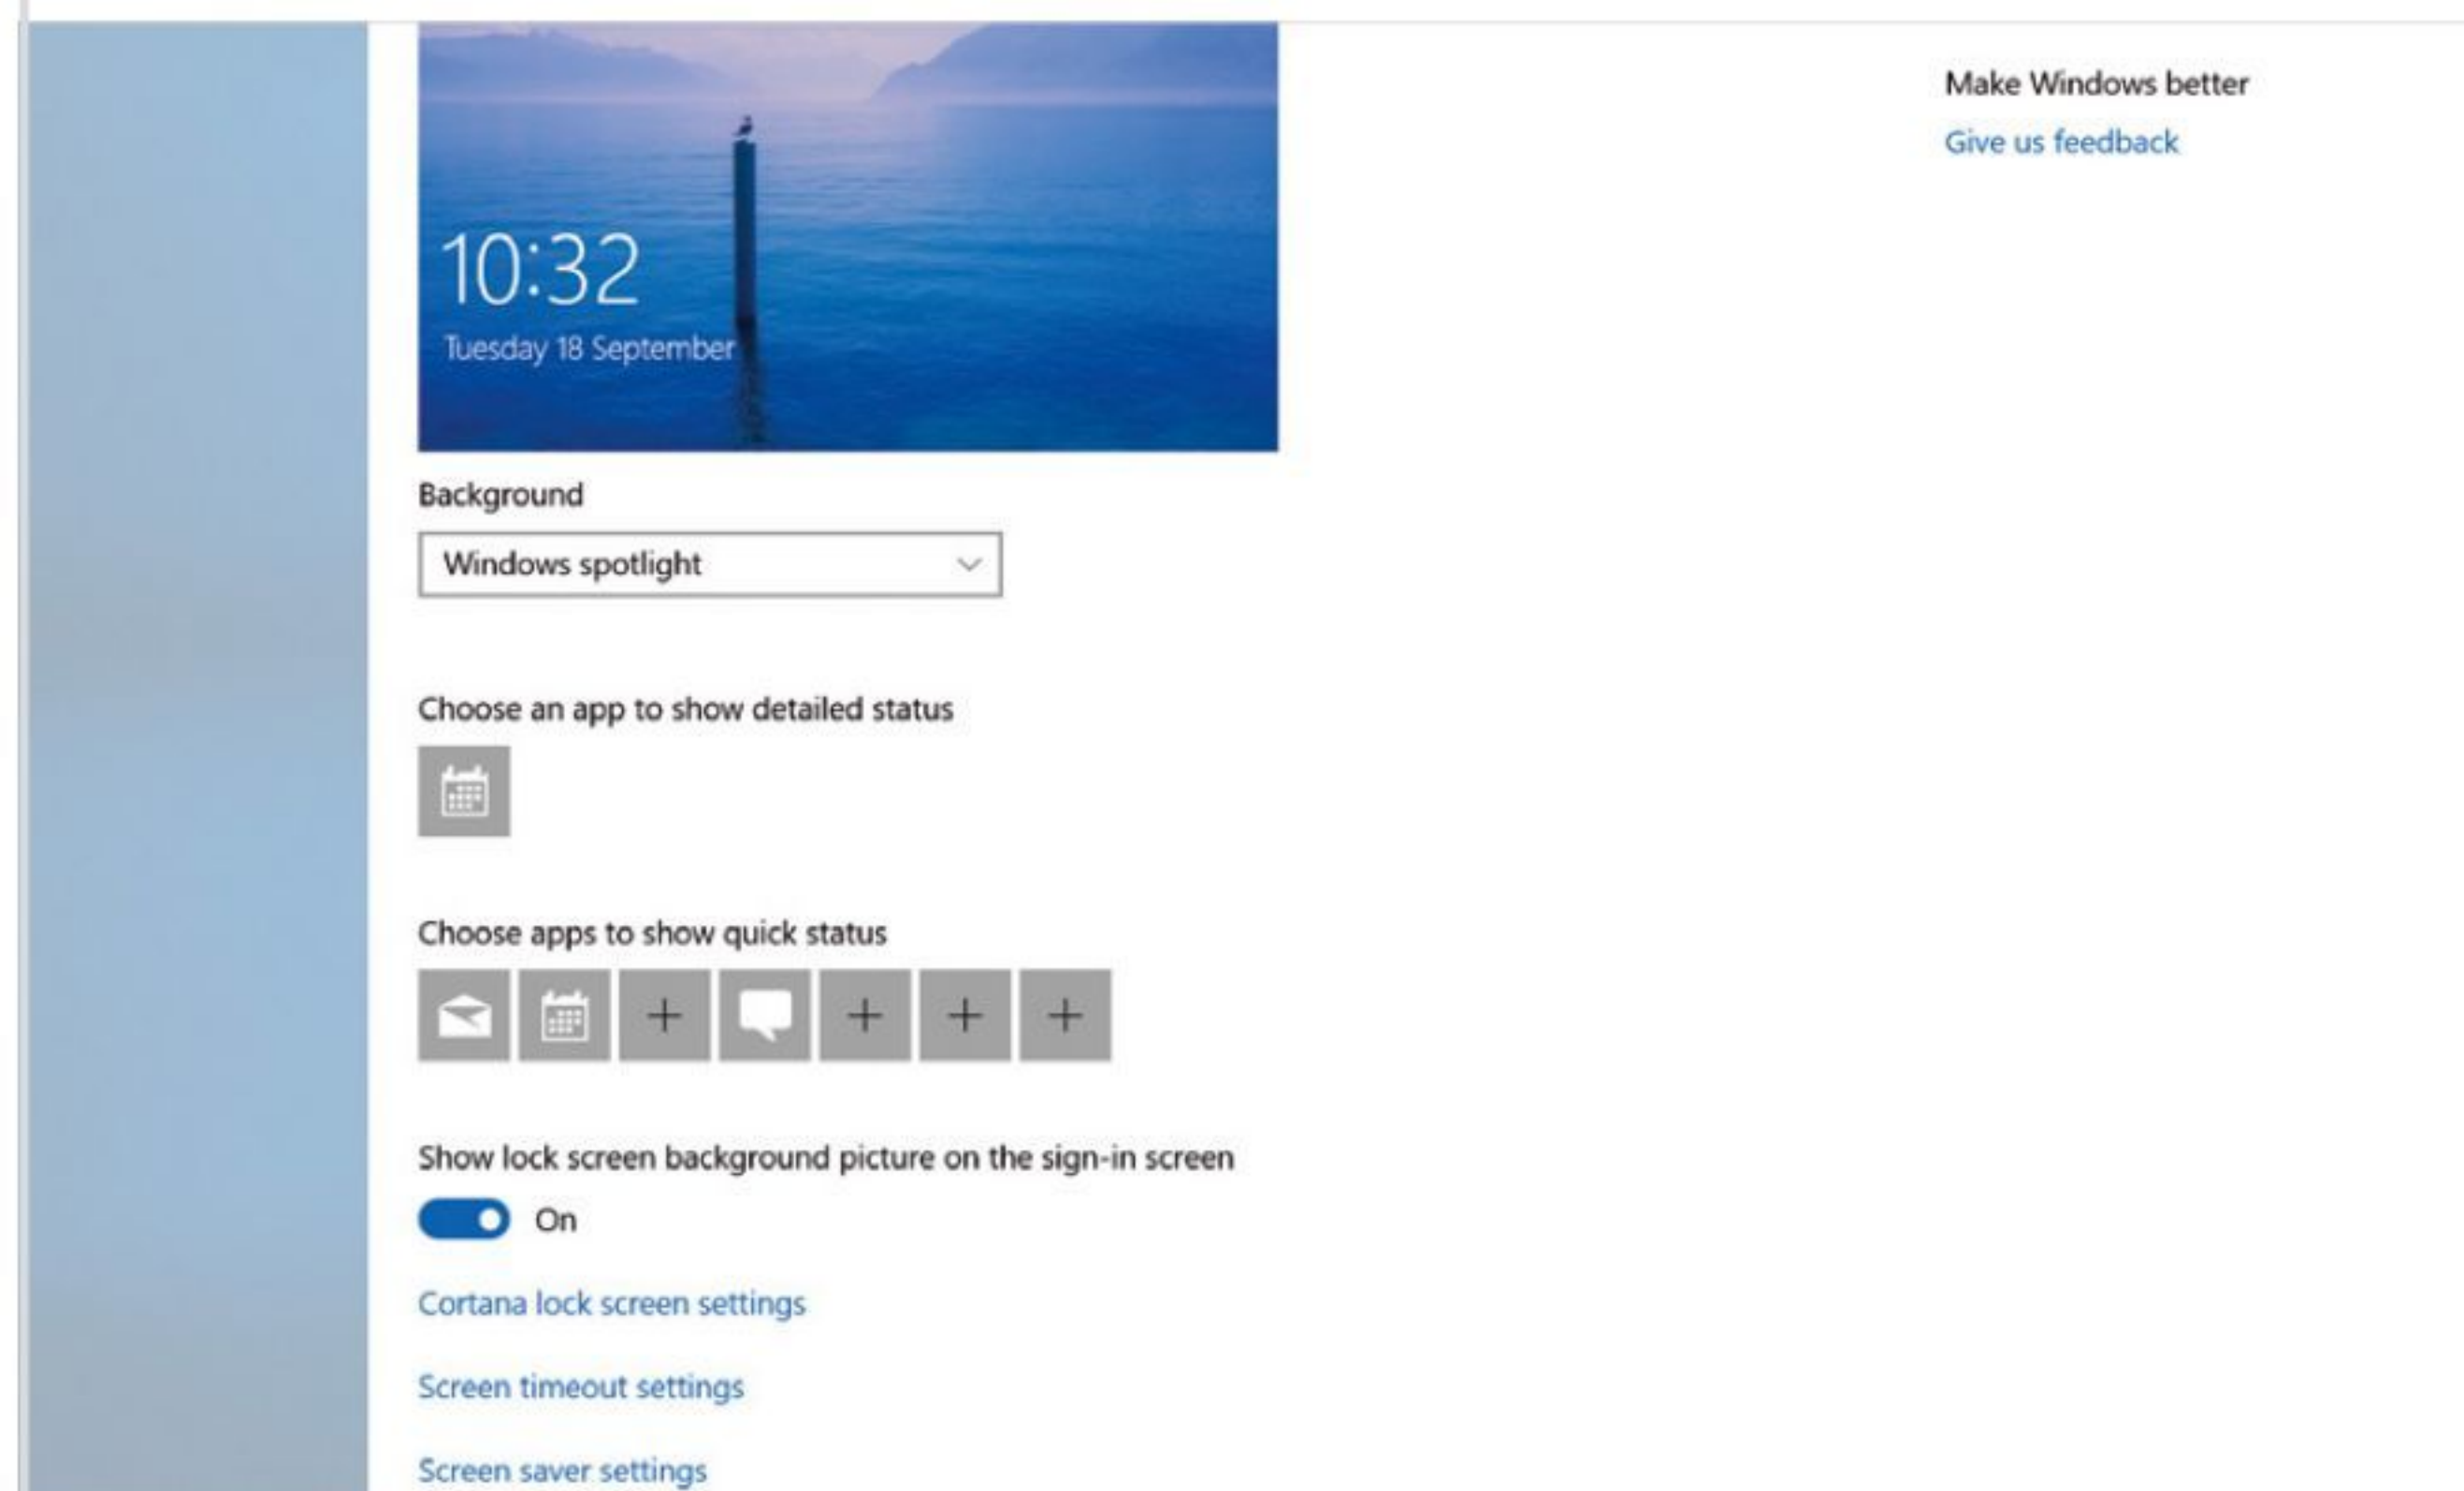 10:32
Tuesday 18 September
Background
Windows spotlight
Choose an app to show detailed status
Choose apps to show quick status
Show lock screen background picture on the sign-in screen
On
Cortana lock screen settings
Screen timeout settings
Screen saver settings
Make Windows better
Give us feedback